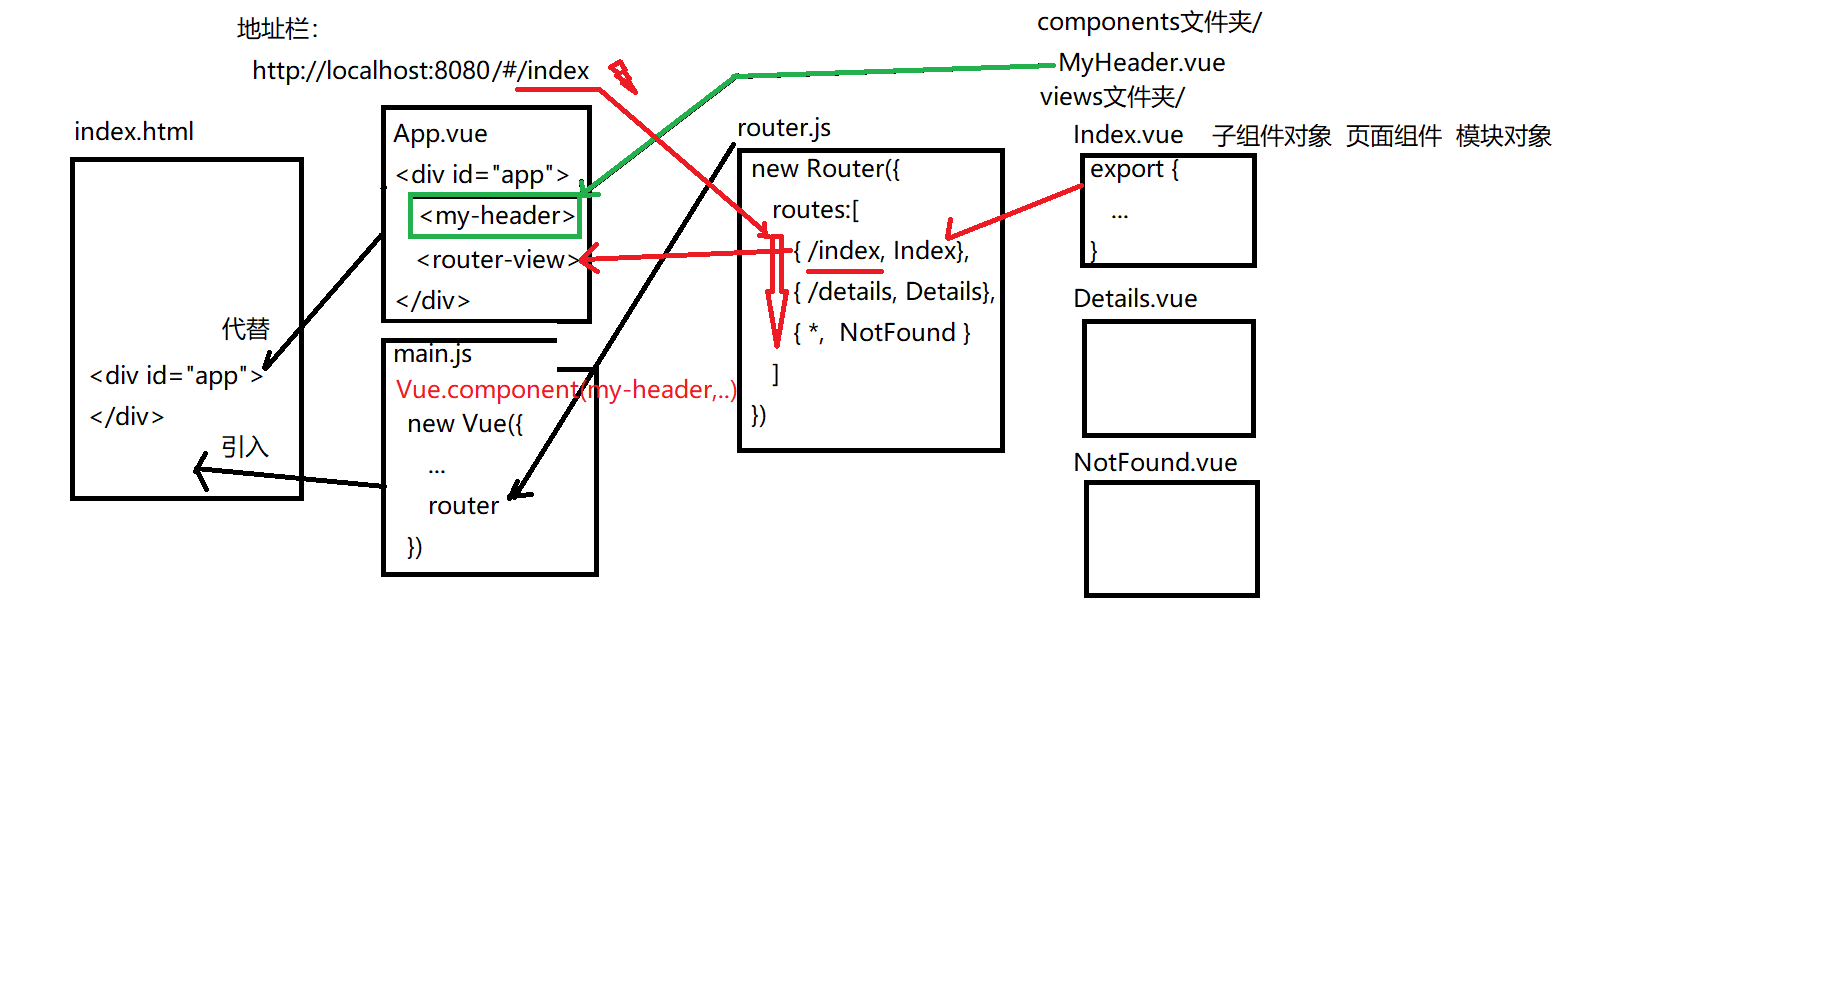 地址栏：
http://localhost:8080/#/index
index.html
代替
<div id="app">
</div>
引入
App.vue
<div id="app">
<my-header>
<router-view>
</div>
main.js
Vue.component(my-header,..)
new Vue({
...
router
})
router.js
new Router({
routes:[
{ /index, Index},
{ /details, Details},
{ *,  NotFound }
]
})
components文件夹/
MyHeader.vue
views文件夹/
Index.vue 子组件对象 页面组件 模块对象
export {
...
}
Details.vue
NotFound.vue